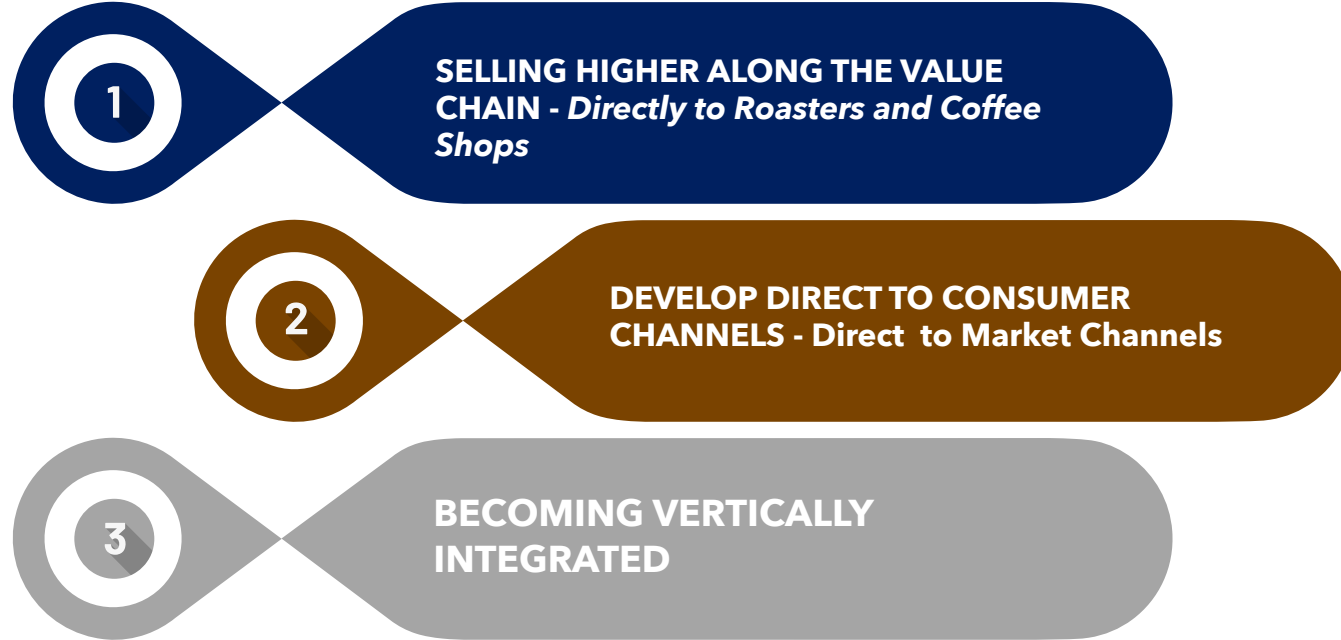 1
SELLING HIGHER ALONG THE VALUE
CHAIN - Directly to Roasters and Coffee
Shops
2
DEVELOP DIRECT TO CONSUMER
CHANNELS - Direct to Market Channels
3
BECOMING VERTICALLY
INTEGRATED